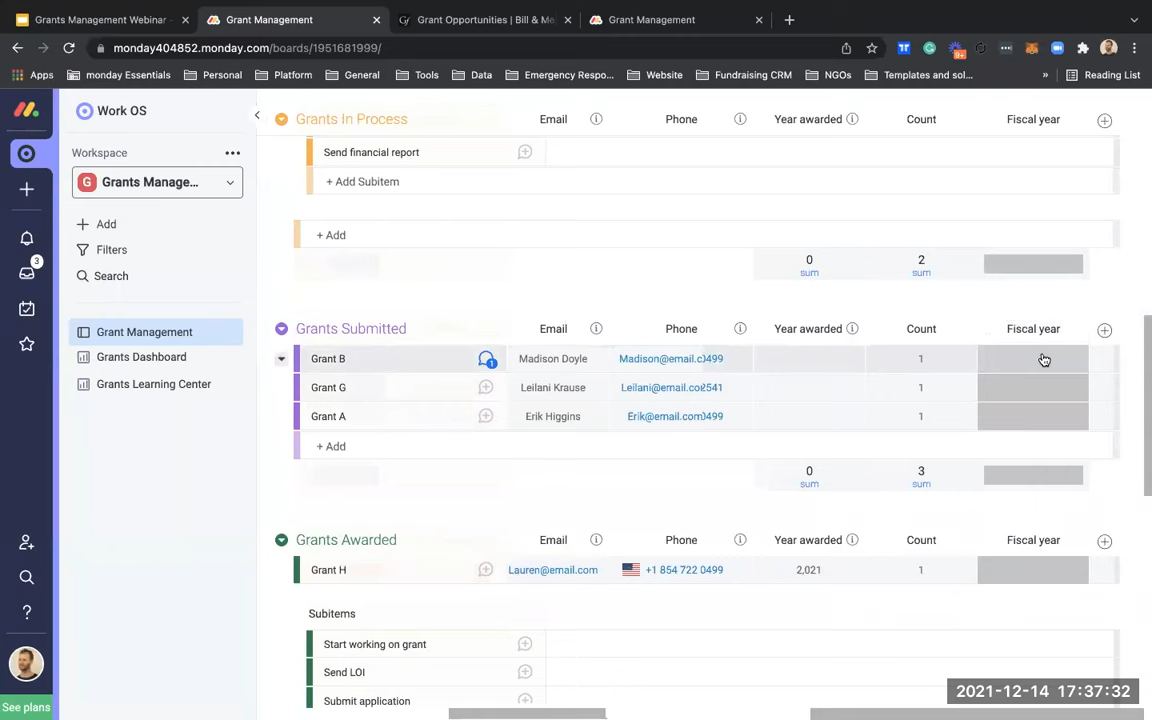 Grants Management Webinar
Grant Management
Grant Opportunities | Bill & Me
Grant Management
monday404852.monday.com/boards/1951681999/
Apps
monday Essentials
Personal
Platform
General
Tools
Data
Emergency Respo...
Website
Fundraising CRM
NGOs
Templates and sol...
»
Reading List
Work OS
Workspace
G Grants Manage...
Add
Filters
Search
3
Grant Management
Grants Dashboard
Grants Learning Center
See plans
Grants In Process Email Phone Year awarded Count Fiscal year
Send financial report
+ Add Subitem
+ Add
0 2
sum sum
Grants Submitted Email Phone Year awarded Count Fiscal year
Grant B 1 Madison Doyle Madison@email.c)499 1
Grant G Leilani Krause 1
Grant A Erik Higgins Erik@email.com)499 1
+ Add
0 3
sum sum
Grants Awarded Email Phone Year awarded Count Fiscal year
Grant H Lauren@email.com +1 854 722 0499 2,021 1
Subitems
Start working on grant
Send LOI
Submit application
2021-12-14 17:37:32